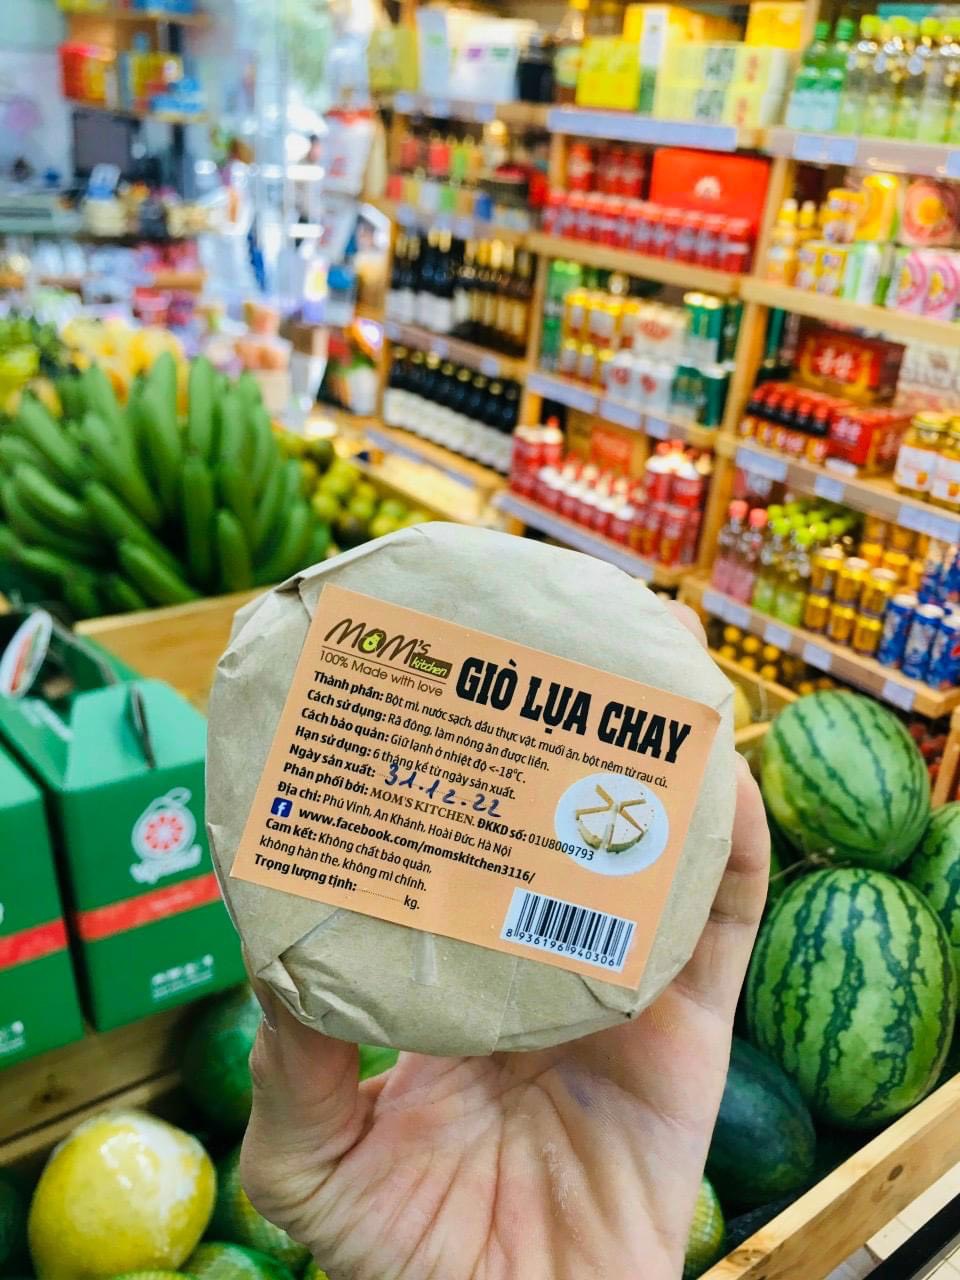 MOM's
kitchen
100% Made with love
GIÒ LỤA CHAY
Thành phần: Bột mì, nước sạch, dầu thực vật, muối ăn, bột nêm từ rau củ.
Cách sử dụng: Rã đông, làm nóng ăn được liền.
Cách bảo quản: Giữ lạnh ở nhiệt độ <-18°C.
Hạn sử dụng: 6 tháng kể từ ngày sản xuất.
Ngày sản xuất: 31.12.22
Phân phối bởi: MOM'S KITCHEN. ĐKKD số: 01U8009793
Địa chỉ: Phú Vinh, An Khánh, Hoài Đức, Hà Nội
f www.facebook.com/momskitchen3116/
Cam kết: Không chất bảo quản,
không hàn the, không mì chính.
Trọng lượng tịnh: ............ kg.
8 936196 940306